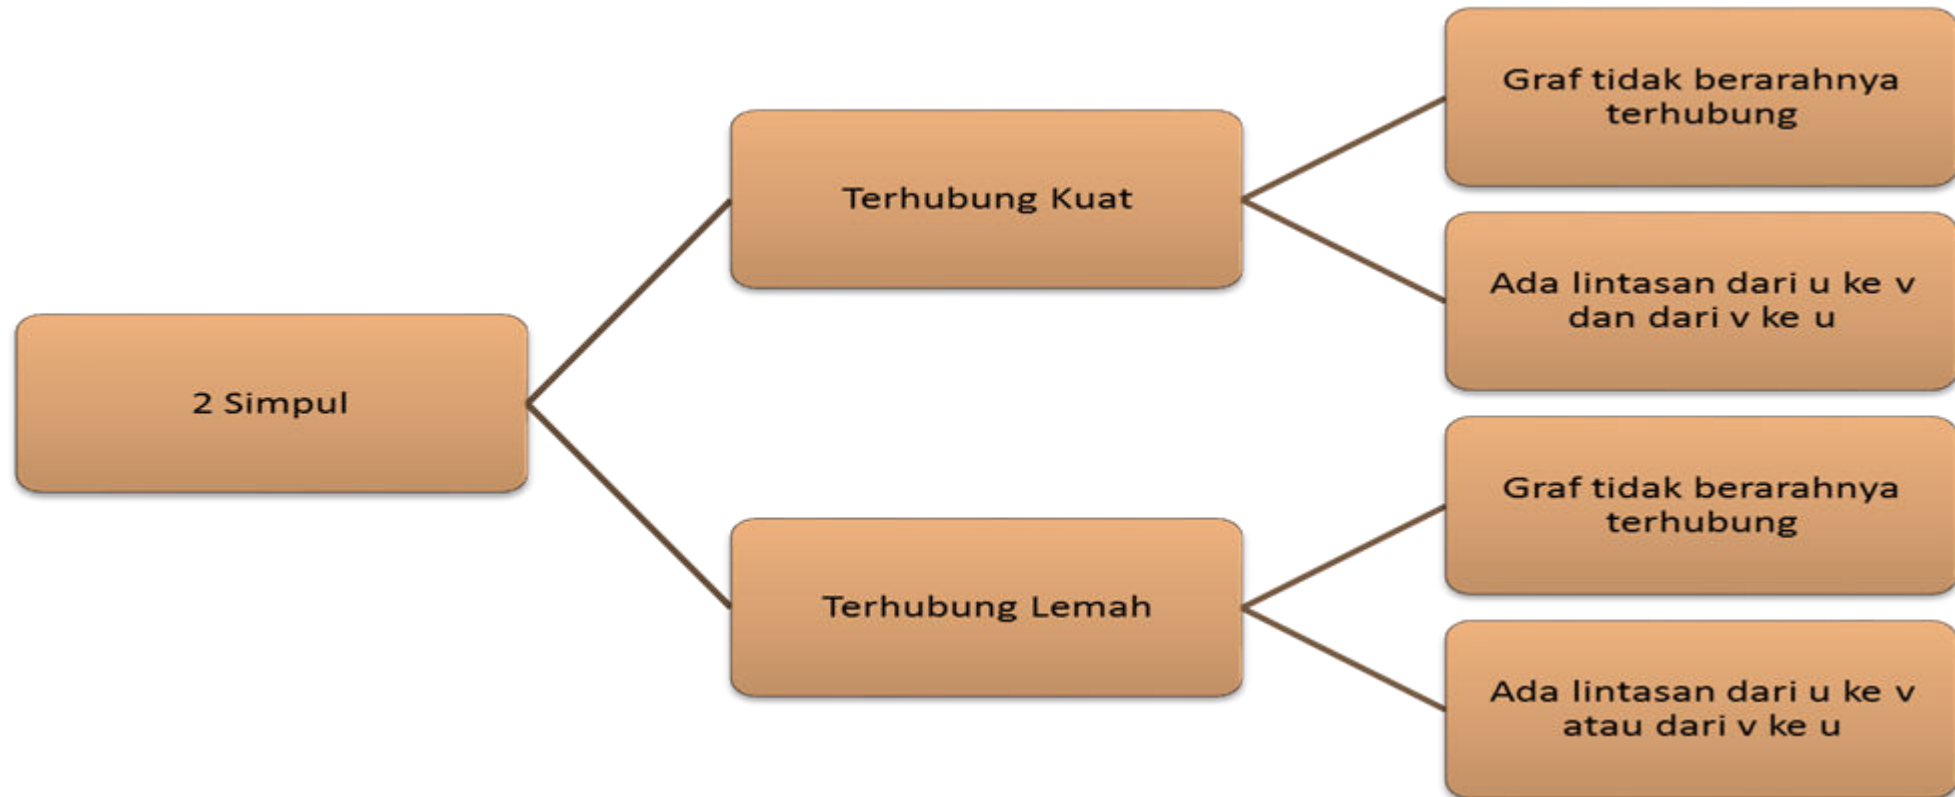 2 Simpul
Terhubung Kuat
Graf tidak berarahnya
terhubung
Ada lintasan dari u ke v
dan dari v ke u
Terhubung Lemah
Graf tidak berarahnya
terhubung
Ada lintasan dari u ke v
atau dari v ke u